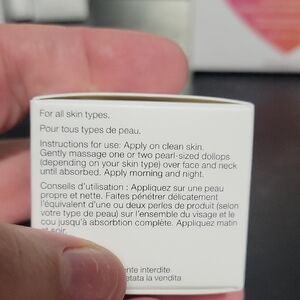 For all skin types.
Pour tous types de peau.
Instructions for use: Apply on clean skin.
Gently massage one or two pearl-sized dollops
(depending on your skin type) over face and neck
until absorbed. Apply morning and night.
Conseils d'utilisation : Appliquez sur une peau
propre et nette. Faites pénétrer délicatement
l'équivalent d'une ou deux perles de produit (selon
votre type de peau) sur l'ensemble du visage et le
cou jusqu'à absorbtion complète. Appliquez matin
et soir.
interdite
la vendita